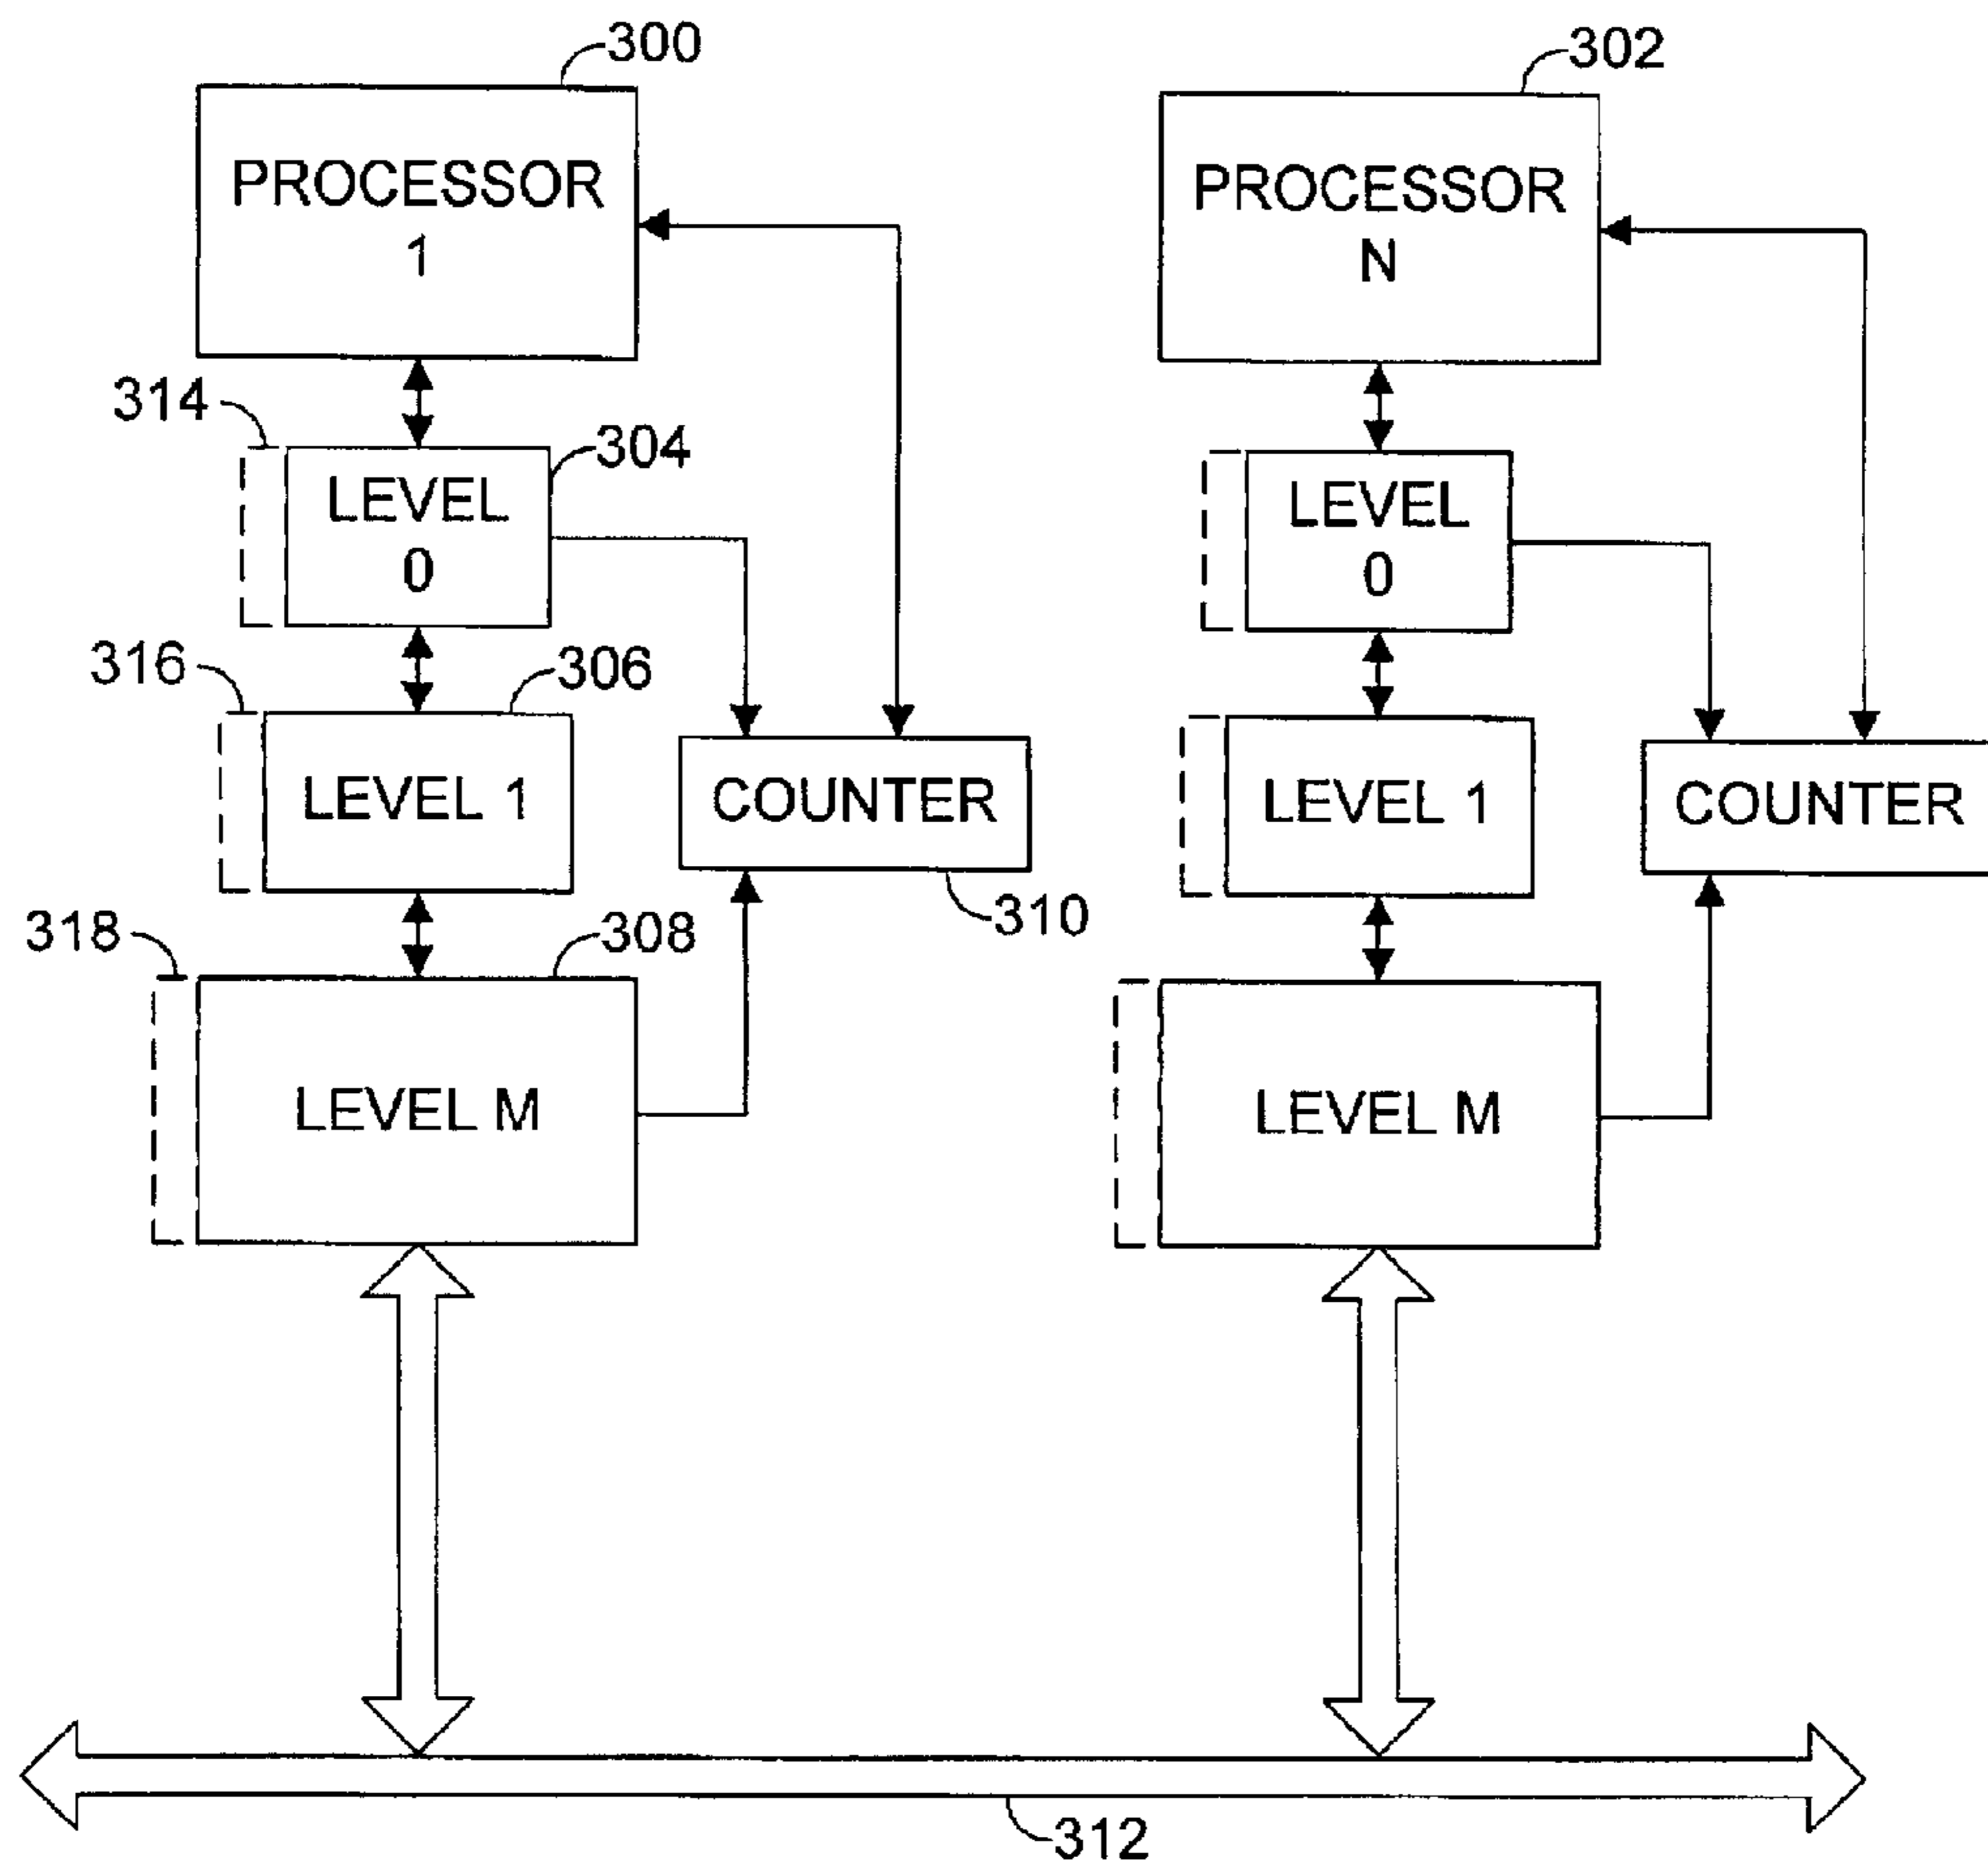 300
302
PROCESSOR
1
PROCESSOR
N
314
304
LEVEL
0
LEVEL
0
316
306
LEVEL 1
COUNTER
LEVEL 1
COUNTER
310
318
308
LEVEL M
LEVEL M
312